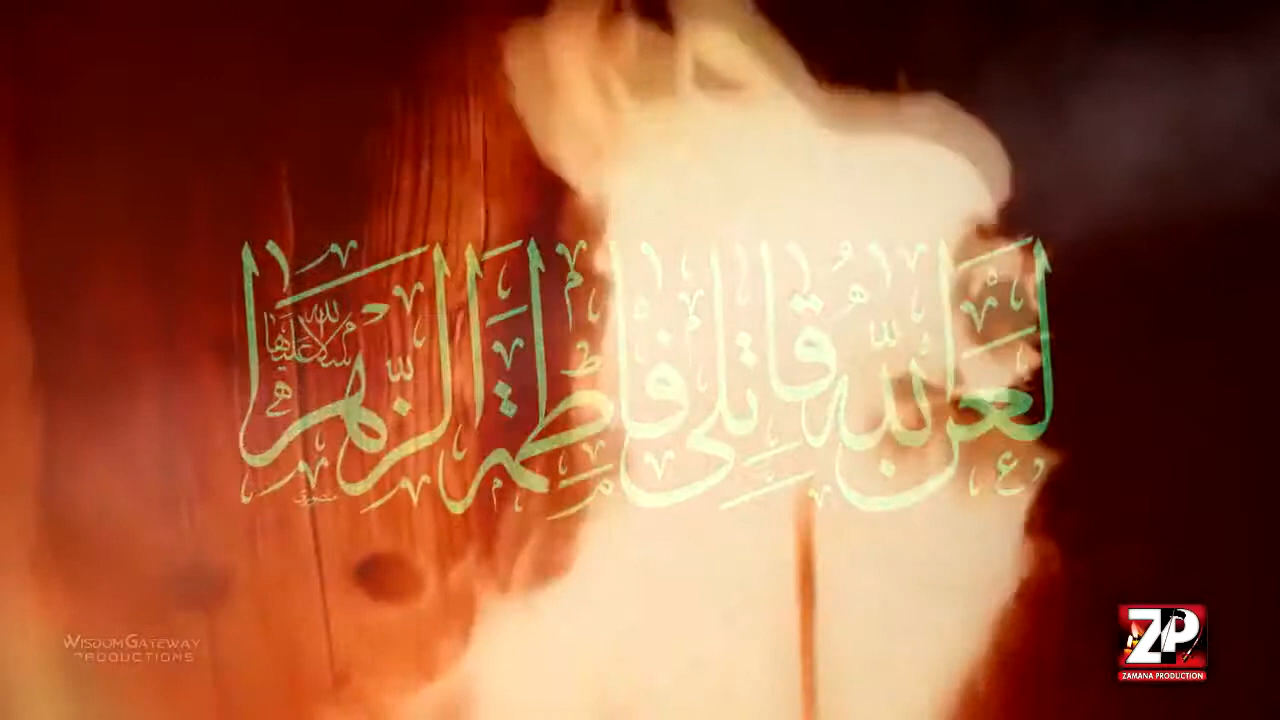 لعن الله قاتلي فاطمة الزهرا
سلام الله عليها
WISDOMGATEWAY
PRODUCTIONS
ZP
ZAMANA PRODUCTION